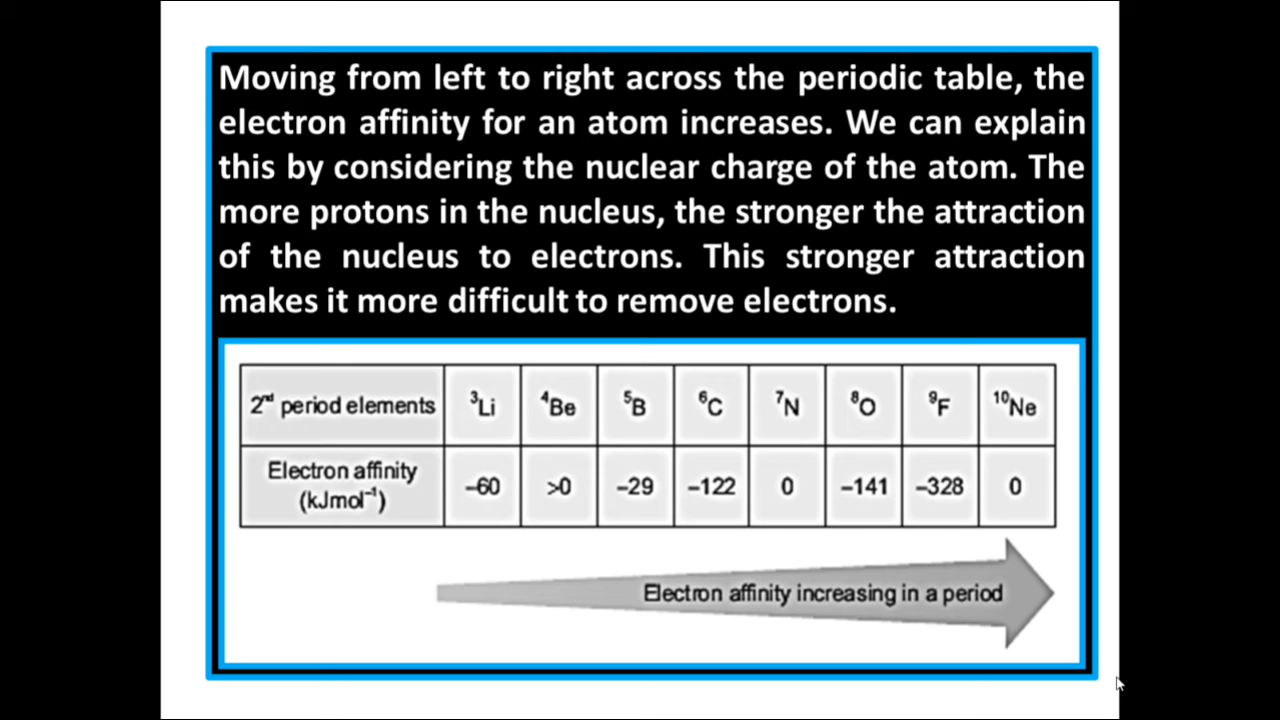 Moving from left to right across the periodic table, the
electron affinity for an atom increases. We can explain
this by considering the nuclear charge of the atom. The
more protons in the nucleus, the stronger the attraction
of the nucleus to electrons. This stronger attraction
makes it more difficult to remove electrons.
2nd period elements ³Li ⁴Be ⁵B ⁶C ⁷N ⁸O ⁹F ¹⁰Ne
Electron affinity
(kJmol⁻¹) –60 >0 –29 –122 0 –141 –328 0
Electron affinity increasing in a period